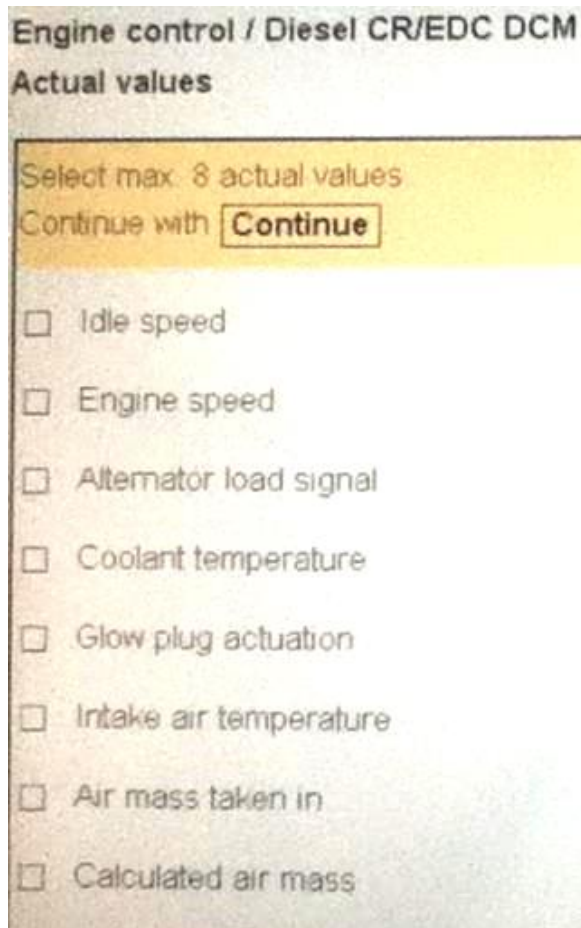 Engine control / Diesel CR/EDC DCM
Actual values
Select max. 8 actual values
Continue with Continue
Idle speed
Engine speed
Alternator load signal
Coolant temperature
Glow plug actuation
Intake air temperature
Air mass taken in
Calculated air mass